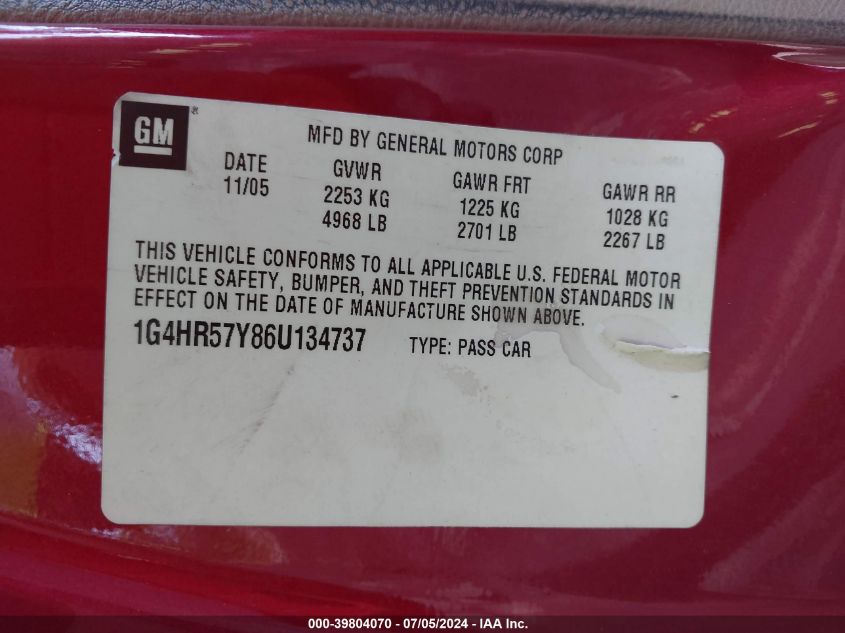 GM®
MFD BY GENERAL MOTORS CORP
DATE GVWR GAWR FRT GAWR RR
11/05 2253 KG 1225 KG 1028 KG
4968 LB 2701 LB 2267 LB
THIS VEHICLE CONFORMS TO ALL APPLICABLE U.S. FEDERAL MOTOR
VEHICLE SAFETY, BUMPER, AND THEFT PREVENTION STANDARDS IN
EFFECT ON THE DATE OF MANUFACTURE SHOWN ABOVE.
1G4HR57Y86U134737 TYPE: PASS CAR
000-39804070 - 07/05/2024 - IAA Inc.